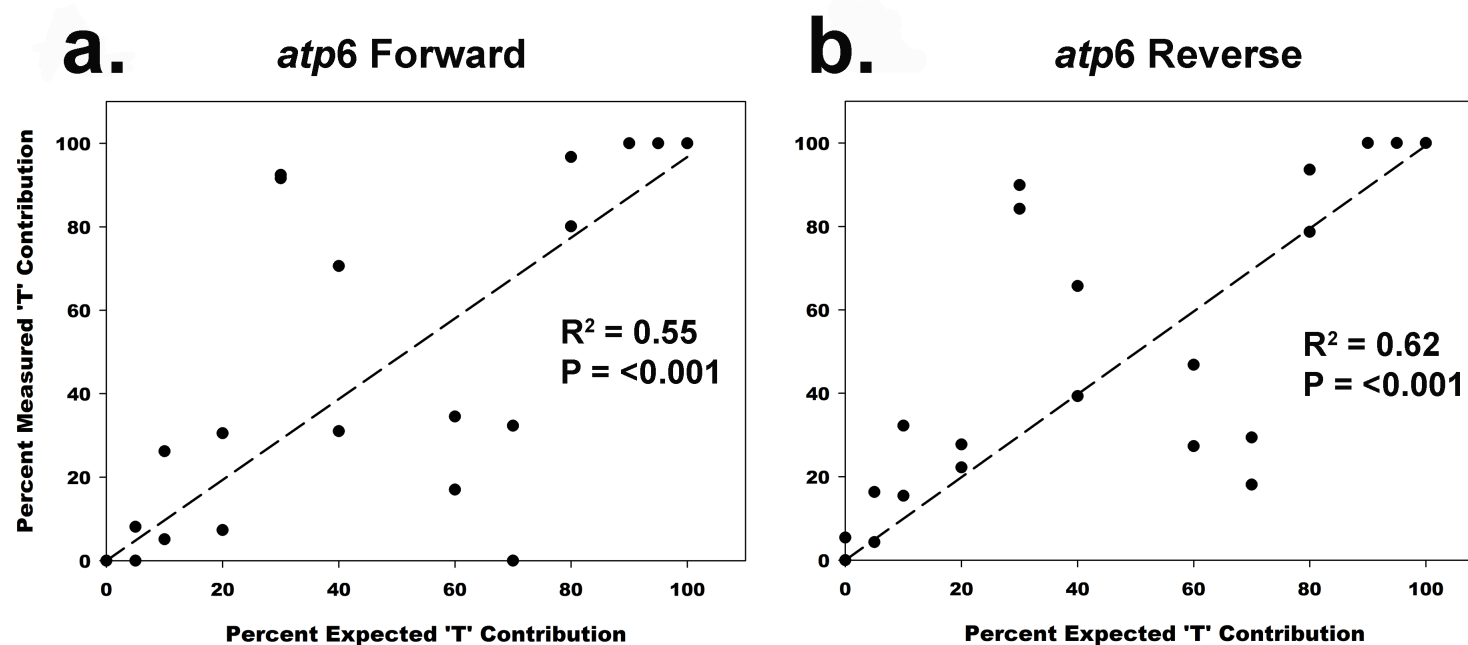 a.
atp6 Forward
Percent Measured 'T' Contribution
100
80
60
40
20
0
R² = 0.55
P = <0.001
0 20 40 60 80 100
Percent Expected 'T' Contribution
b.
atp6 Reverse
100
80
60
40
20
0
R² = 0.62
P = <0.001
0 20 40 60 80 100
Percent Expected 'T' Contribution